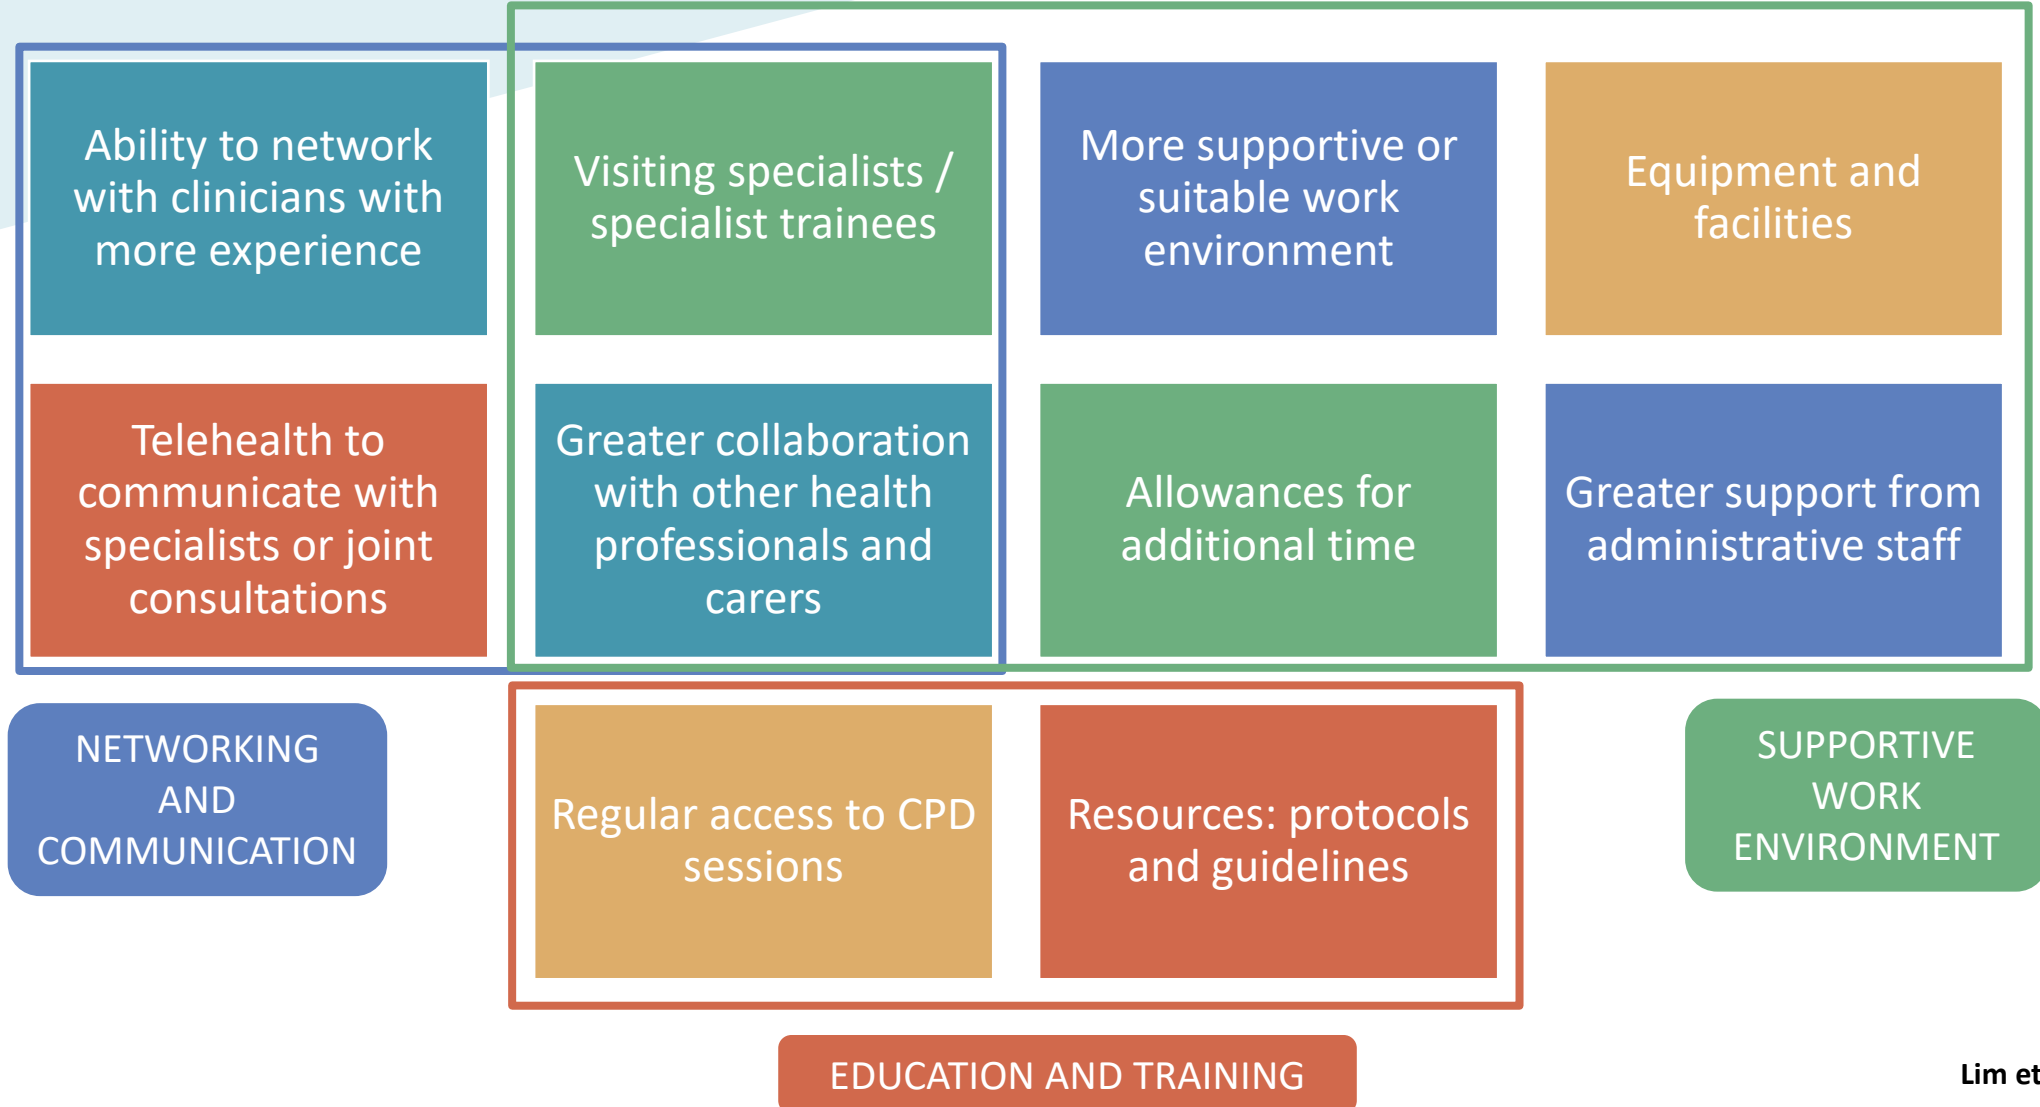 Ability to network
with clinicians with
more experience
Visiting specialists /
specialist trainees
More supportive or
suitable work
environment
Equipment and
facilities
Telehealth to
communicate with
specialists or joint
consultations
Greater collaboration
with other health
professionals and
carers
Allowances for
additional time
Greater support from
administrative staff
NETWORKING
AND
COMMUNICATION
Regular access to CPD
sessions
Resources: protocols
and guidelines
SUPPORTIVE
WORK
ENVIRONMENT
EDUCATION AND TRAINING
Lim et